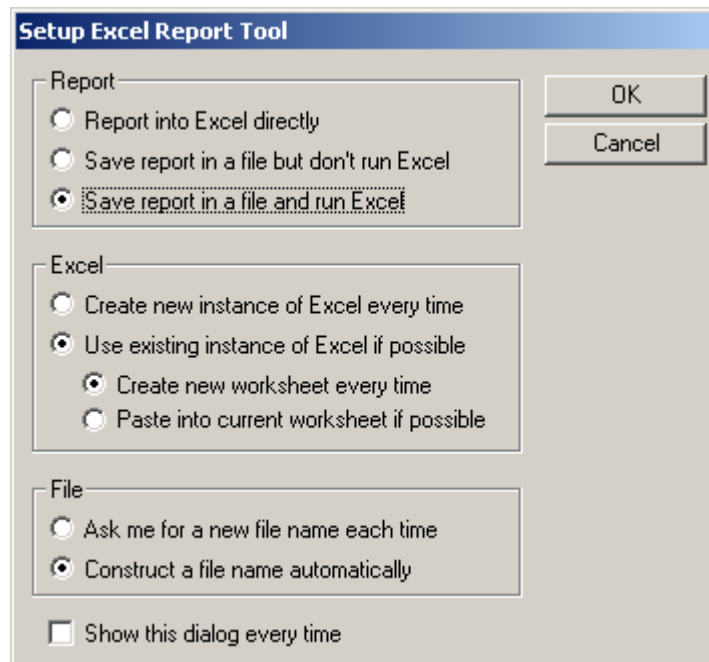 Setup Excel Report Tool
Report
Report into Excel directly
Save report in a file but don't run Excel
Save report in a file and run Excel
OK
Cancel
Excel
Create new instance of Excel every time
Use existing instance of Excel if possible
Create new worksheet every time
Paste into current worksheet if possible
File
Ask me for a new file name each time
Construct a file name automatically
Show this dialog every time